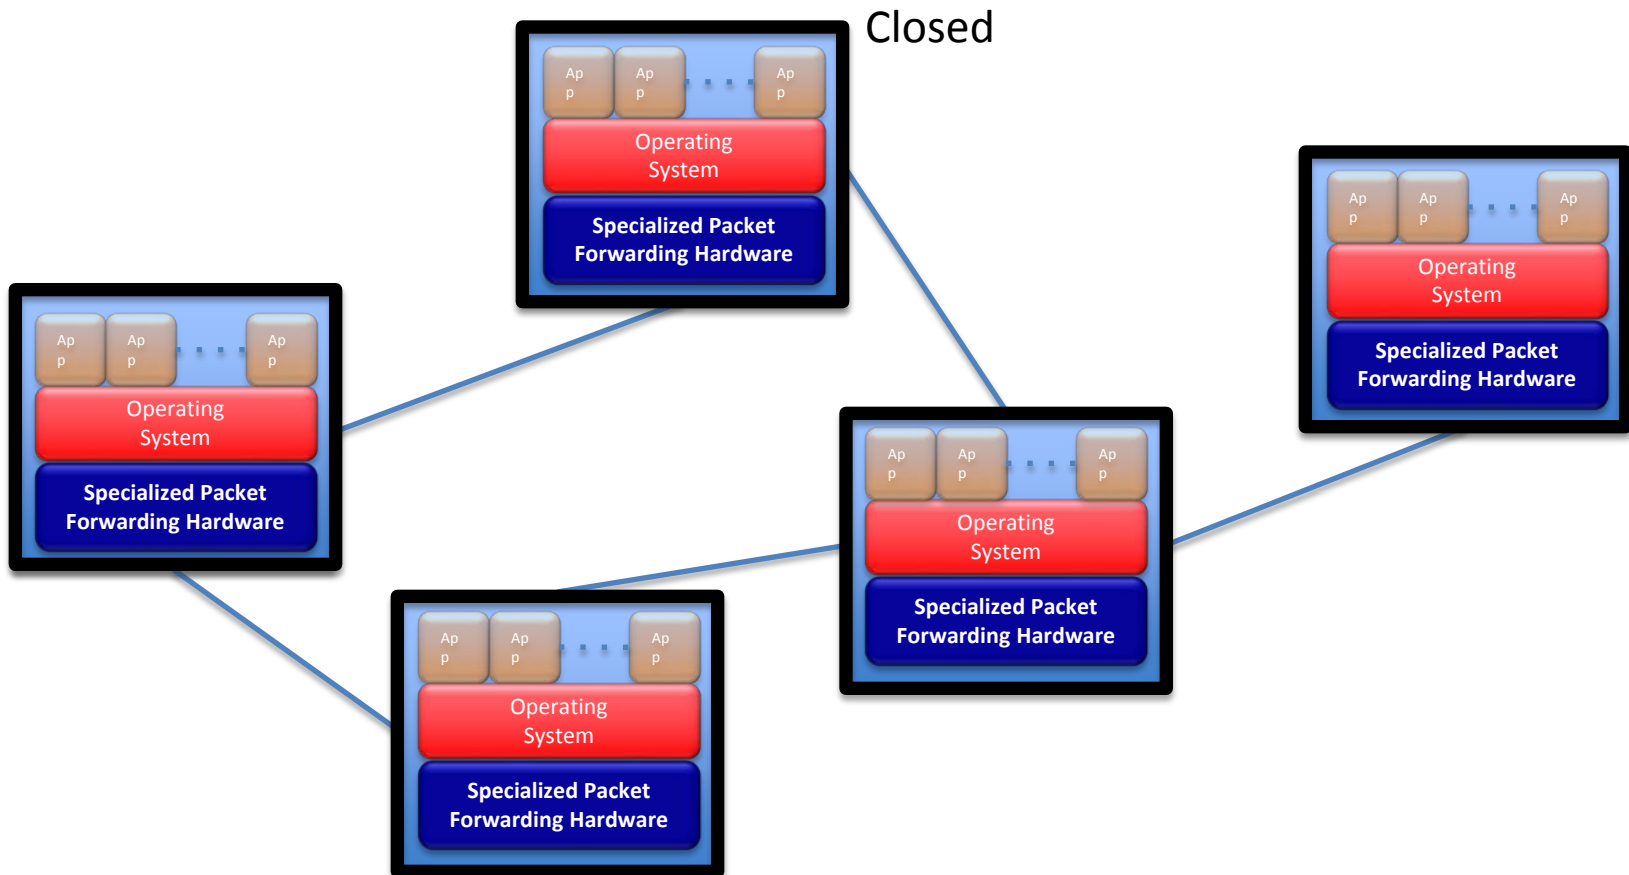 Closed
Ap
p
Ap
p
Ap
p
Operating
System
Specialized Packet
Forwarding Hardware
Ap
p
Ap
p
Ap
p
Operating
System
Specialized Packet
Forwarding Hardware
Ap
p
Ap
p
Ap
p
Operating
System
Specialized Packet
Forwarding Hardware
Ap
p
Ap
p
Ap
p
Operating
System
Specialized Packet
Forwarding Hardware
Ap
p
Ap
p
Ap
p
Operating
System
Specialized Packet
Forwarding Hardware